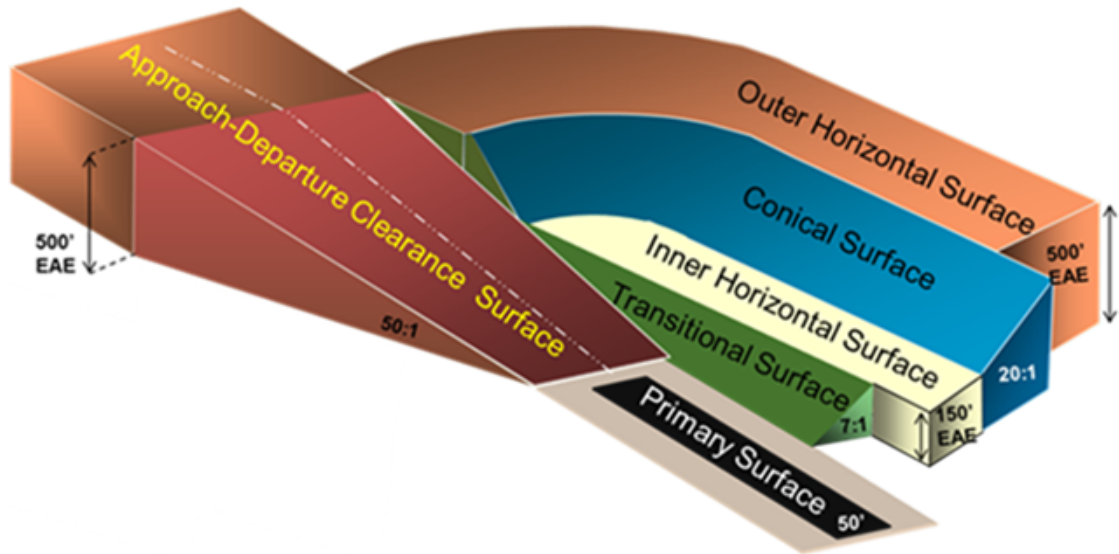 Approach-Departure Clearance Surface
Outer Horizontal Surface
Conical Surface
Inner Horizontal Surface
Transitional Surface
Primary Surface
50'
500'
EAE
50:1
500'
EAE
20:1
150'
EAE
7:1